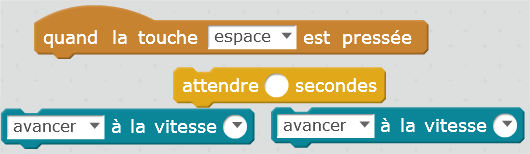 quand la touche espace est pressée
attendre secondes
avancer à la vitesse
avancer à la vitesse